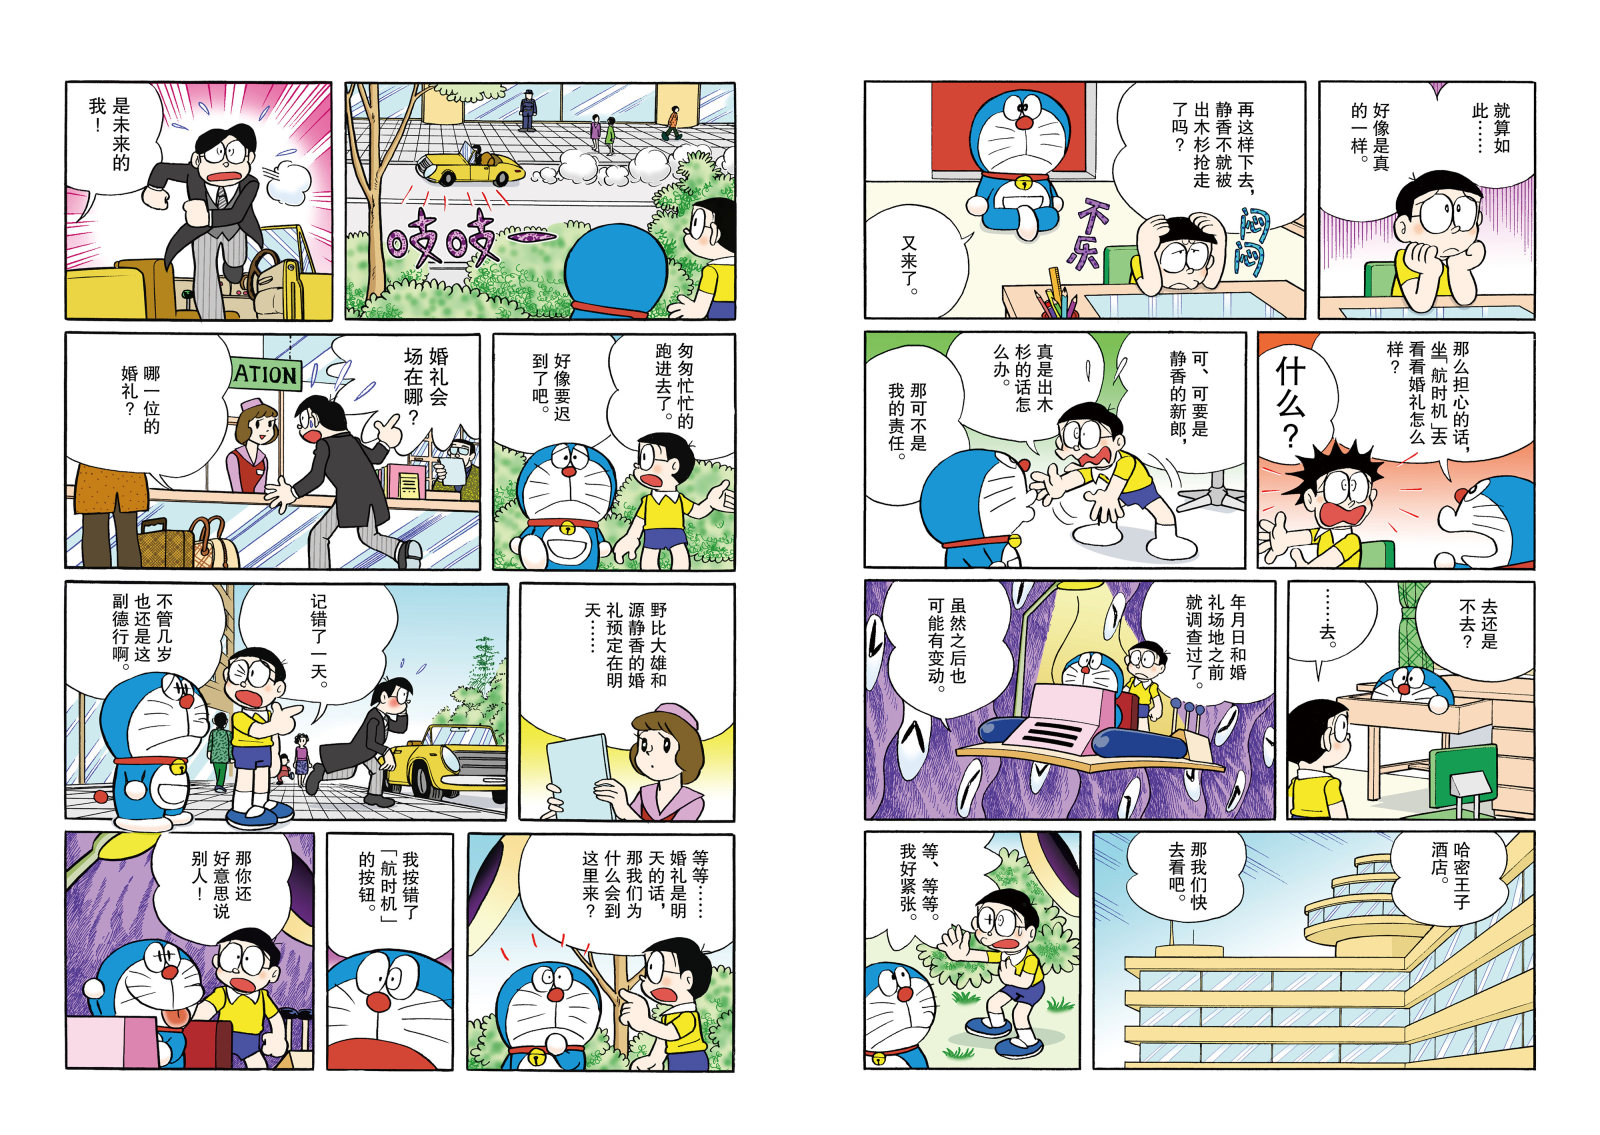 就算如
此……
好像是真
的一样。
再这样下去，
静香不就被
出木杉抢走
了吗？
闷闷
不乐
又来了。
那么担心的话，
坐「航时机」去
看看婚礼怎么
样？
什么？
可、可要是
静香的新郎，
真是出木
杉的话怎
么办。
那可不是
我的责任。
去还是
不去？
……去。
年月日和婚
礼场地之前
就调查过了。
虽然之后也
可能有变动。
哈密王子
酒店。
那我们快
去看吧。
等、等等。
我好紧张。
吱吱—
是未来的
我！
匆匆忙忙的
跑进去了。
好像要迟
到了吧。
婚礼会
场在哪？
ATION
哪一位的
婚礼？
野比大雄和
源静香的婚
礼预定在明
天……
记错了一天。
不管几岁
也还是这
副德行啊。
等等……
婚礼是明
天的话，
那我们为
什么会到
这里来？
我按错了
「航时机」
的按钮。
那你还
好意思说
别人！